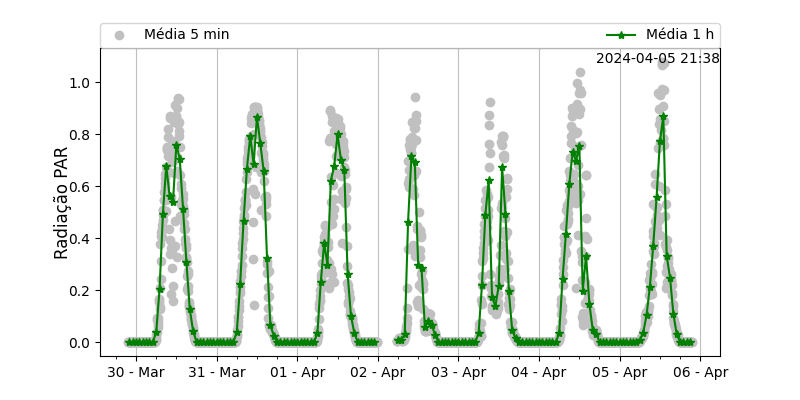 Média 5 min
Média 1 h
2024-04-05 21:38
Radiação PAR
1.0
0.8
0.6
0.4
0.2
0.0
30 - Mar
31 - Mar
01 - Apr
02 - Apr
03 - Apr
04 - Apr
05 - Apr
06 - Apr